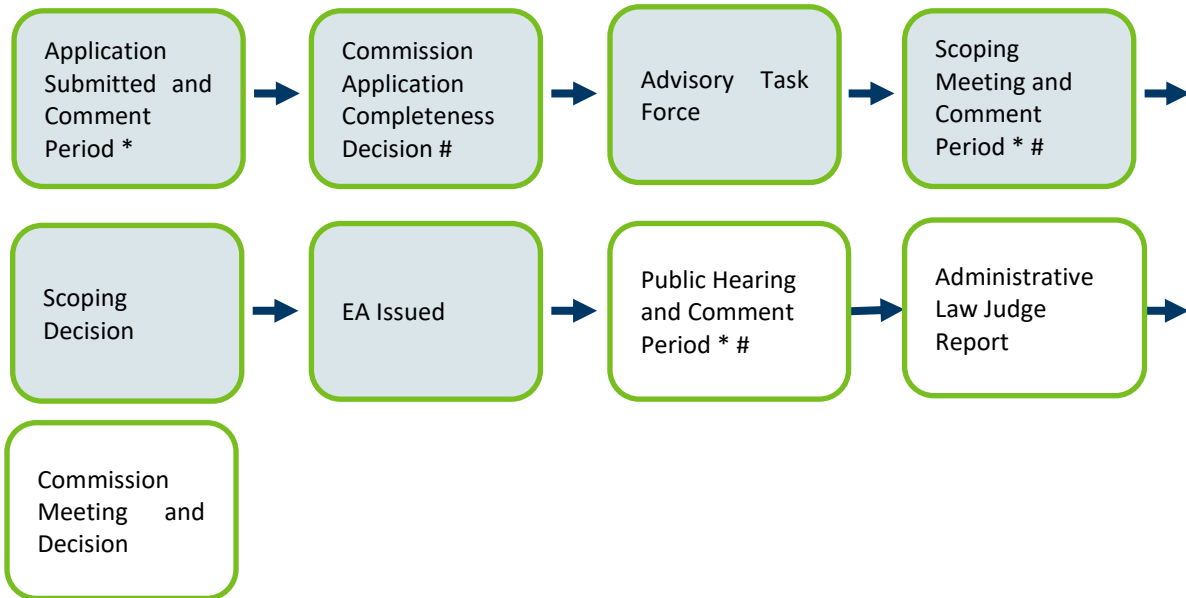 Application
Submitted and
Comment
Period *
Commission
Application
Completeness
Decision #
Advisory Task
Force
Scoping
Meeting and
Comment
Period * #
Scoping
Decision
EA Issued
Public Hearing
and Comment
Period * #
Administrative
Law Judge
Report
Commission
Meeting and
Decision